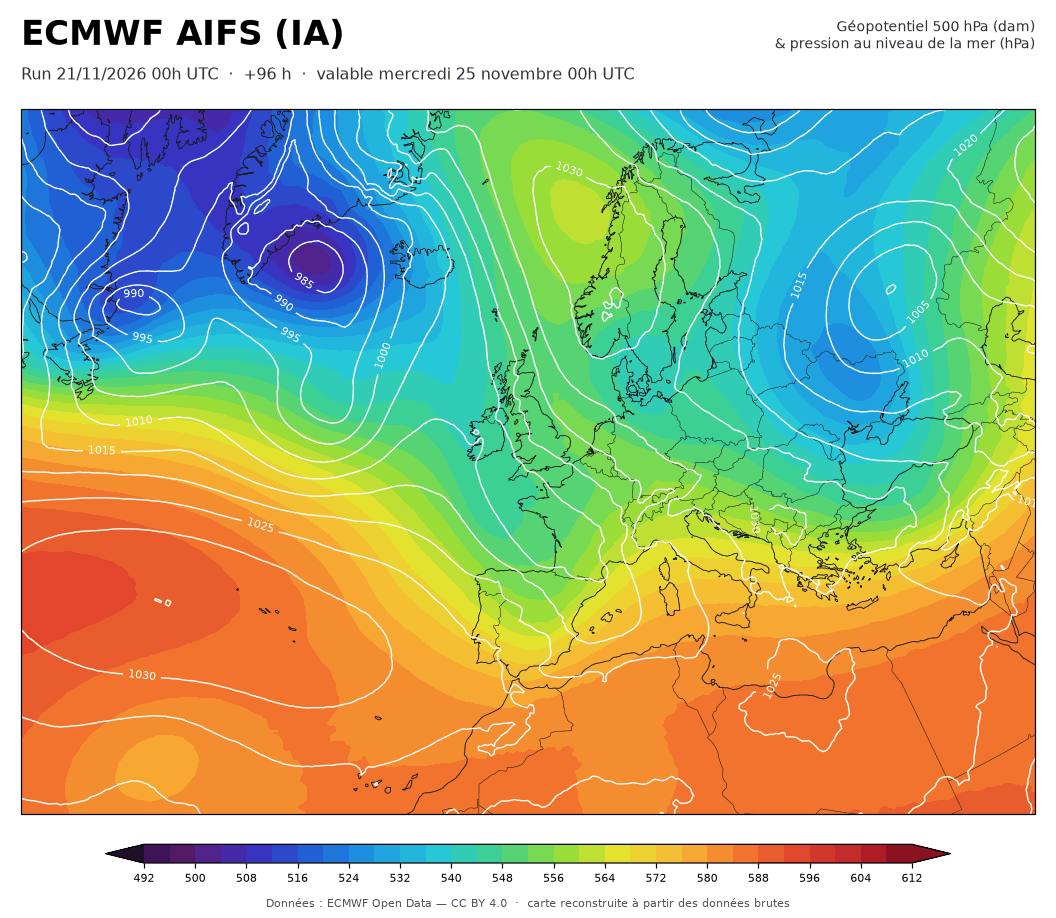 ECMWF AIFS (IA)
Géopotentiel 500 hPa (dam)
& pression au niveau de la mer (hPa)
Run 21/11/2026 00h UTC · +96 h · valable mercredi 25 novembre 00h UTC
1020
1030
985
990
990
1015
1005
995
995
1000
1010
1010
1015
1025
1030
1025
492 500 508 516 524 532 540 548 556 564 572 580 588 596 604 612
Données : ECMWF Open Data — CC BY 4.0 · carte reconstruite à partir des données brutes